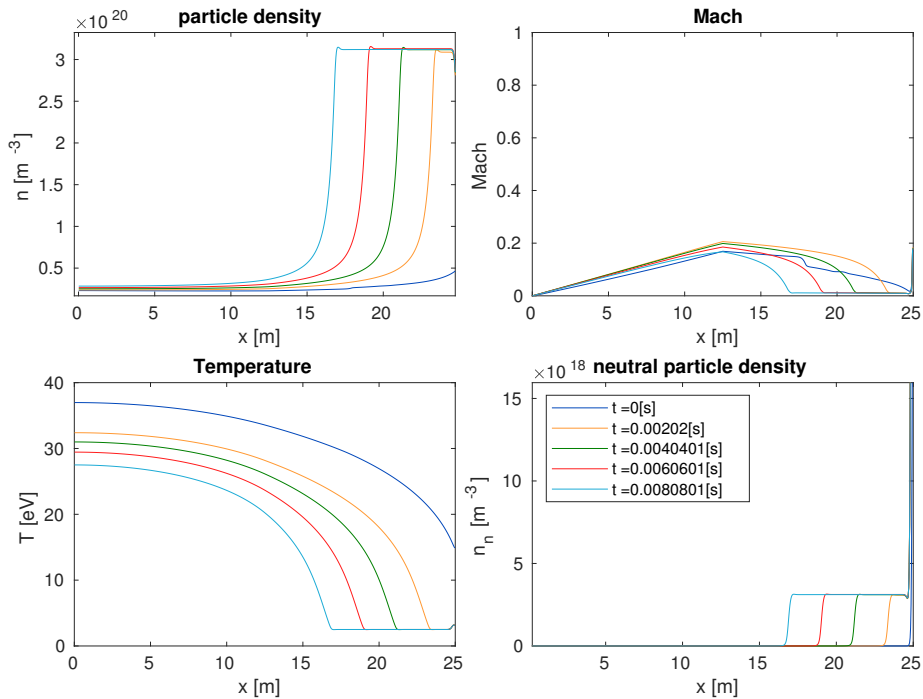 × 10 20
particle density
3
2.5
2
1.5
1
0.5
n [m -3]
0 5 10 15 20
x [m]
Mach
1
0.8
0.6
0.4
0.2
0
Mach
0 5 10 15 20 25
x [m]
Temperature
40
30
20
10
0
T [eV]
0 5 10 15 20 25
x [m]
× 10 18
neutral particle density
15
10
5
0
n n [m -3]
t =0[s]
t =0.00202[s]
t =0.0040401[s]
t =0.0060601[s]
t =0.0080801[s]
5 10 15 20 25
x [m]